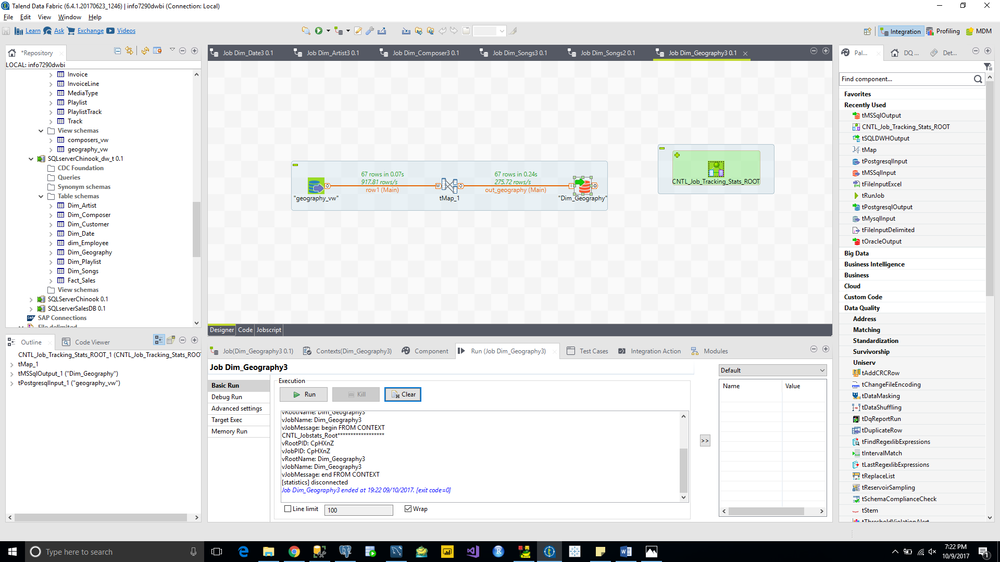 Talend Data Fabric (6.4.1.20170623_1246) | info7290dwbi (Connection: Local)
File Edit View Window Help
Learn Ask Exchange Videos
Integration Profiling MDM
*Repository
LOCAL: info7290dwbi
Invoice
InvoiceLine
MediaType
Playlist
PlaylistTrack
Track
View schemas
composers_vw
geography_vw
SQLserverChinook_dw_t 0.1
CDC Foundation
Queries
Synonym schemas
Table schemas
Dim_Artist
Dim_Composer
Dim_Customer
Dim_Date
dim_Employee
Dim_Geography
Dim_Playlist
Dim_Songs
Fact_Sales
View schemas
SQLServerChinook 0.1
SQLserverSalesDB 0.1
SAP Connections
File delimited
Outline Code Viewer
CNTL_Job_Tracking_Stats_ROOT_1 (CNTL_Job_Tracking_Stats_ROO
tMap_1
tMSSqlOutput_1 ("Dim_Geography")
tPostgresqlInput_1 ("geography_vw")
Job Dim_Date3 0.1 Job Dim_Artist3 0.1 Job Dim_Composer3 0.1 Job Dim_Songs3 0.1 Job Dim_Songs2 0.1 Job Dim_Geography3 0.1
67 rows in 0.07s
917.81 rows/s
row1 (Main)
67 rows in 0.24s
275.72 rows/s
out_geography (Main)
"geography_vw"
M
tMap_1
"Dim_Geography"
CNTL_Job_Tracking_Stats_ROOT
Designer Code Jobscript
Job(Dim_Geography3 0.1) Contexts(Dim_Geography3) Component Run (Job Dim_Geography3) Test Cases Integration Action Modules
Job Dim_Geography3
Basic Run
Debug Run
Advanced settings
Target Exec
Memory Run
Execution
Run Kill Clear
vRootName: Dim_Geography3
vJobName: Dim_Geography3
vJobMessage: begin FROM CONTEXT
CNTL_Jobstats_Root******************
vRootPID: CpHXnZ
vJobPID: CpHXnZ
vRootName: Dim_Geography3
vJobName: Dim_Geography3
vJobMessage: end FROM CONTEXT
[statistics] disconnected
Job Dim_Geography3 ended at 19:22 09/10/2017. [exit code=0]
Line limit 100 Wrap
>>
Default
Name Value
Pal... DQ ... Det...
Find component...
Favorites
Recently Used
tMSSqlOutput
CNTL_Job_Tracking_Stats_ROOT
tSQLDWHOutput
tMap
tPostgresqlInput
tMSSqlInput
tFileInputExcel
tRunJob
tPostgresqlOutput
tMysqlInput
tFileInputDelimited
tOracleOutput
Big Data
Business Intelligence
Business
Cloud
Custom Code
Data Quality
Address
Matching
Standardization
Survivorship
Uniserv
tAddCRCRow
tChangeFileEncoding
tDataMasking
tDataShuffling
tDqReportRun
tDuplicateRow
tFindRegexlibExpressions
tIntervalMatch
tLastRegexlibExpressions
tReplaceList
tReservoirSampling
tSchemaComplianceCheck
tStem
tThresholdViolationAlert
Type here to search
7:22 PM
10/9/2017
1